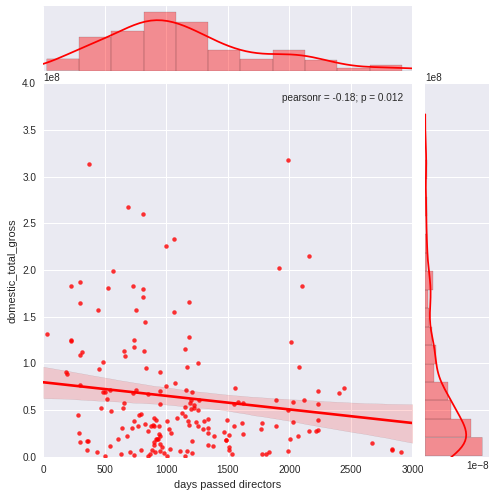 1e8
1e8
4.0
pearsonr = -0.18; p = 0.012
3.5
3.0
2.5
2.0
1.5
1.0
0.5
0.0
domestic_total_gross
0
500
1000
1500
2000
2500
3000
1e-8
days passed directors